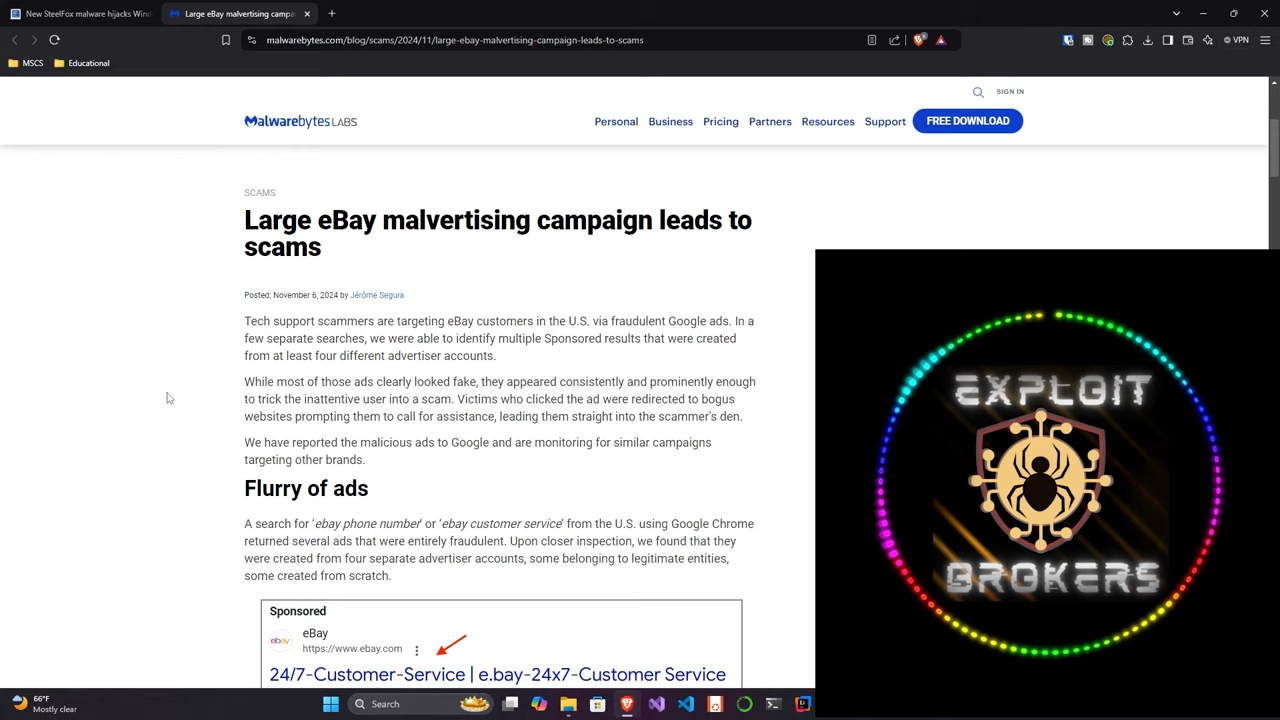 New SteelFox malware hijacks Wind
Large eBay malvertising campa
malwarebytes.com/blog/scams/2024/11/large-ebay-malvertising-campaign-leads-to-scams
VPN
MSCS
Educational
SIGN IN
Malwarebytes LABS
Personal
Business
Pricing
Partners
Resources
Support
FREE DOWNLOAD
SCAMS
Large eBay malvertising campaign leads to
scams
Posted: November 6, 2024 by Jérôme Segura
Tech support scammers are targeting eBay customers in the U.S. via fraudulent Google ads. In a
few separate searches, we were able to identify multiple Sponsored results that were created
from at least four different advertiser accounts.
While most of those ads clearly looked fake, they appeared consistently and prominently enough
to trick the inattentive user into a scam. Victims who clicked the ad were redirected to bogus
websites prompting them to call for assistance, leading them straight into the scammer's den.
We have reported the malicious ads to Google and are monitoring for similar campaigns
targeting other brands.
Flurry of ads
A search for 'ebay phone number' or 'ebay customer service' from the U.S. using Google Chrome
returned several ads that were entirely fraudulent. Upon closer inspection, we found that they
were created from four separate advertiser accounts, some belonging to legitimate entities,
some created from scratch.
Sponsored
ebay
eBay
https://www.ebay.com
24/7-Customer-Service | e.bay-24x7-Customer Service
EXPLOIT
BROKERS
66°F
Mostly clear
Search